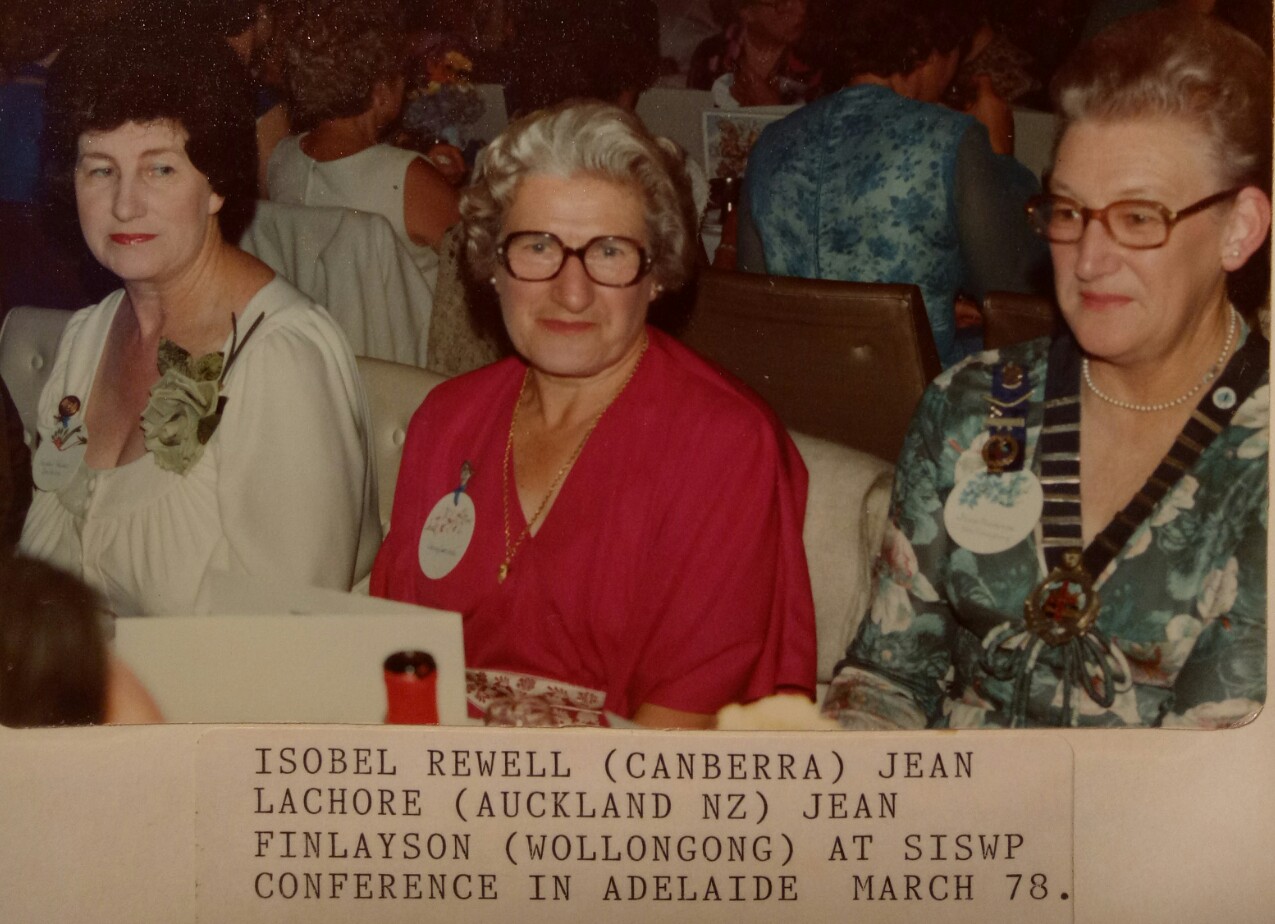 ISOBEL REWELL (CANBERRA) JEAN
LACHORE (AUCKLAND NZ) JEAN
FINLAYSON (WOLLONGONG) AT SISWP
CONFERENCE IN ADELAIDE MARCH 78.